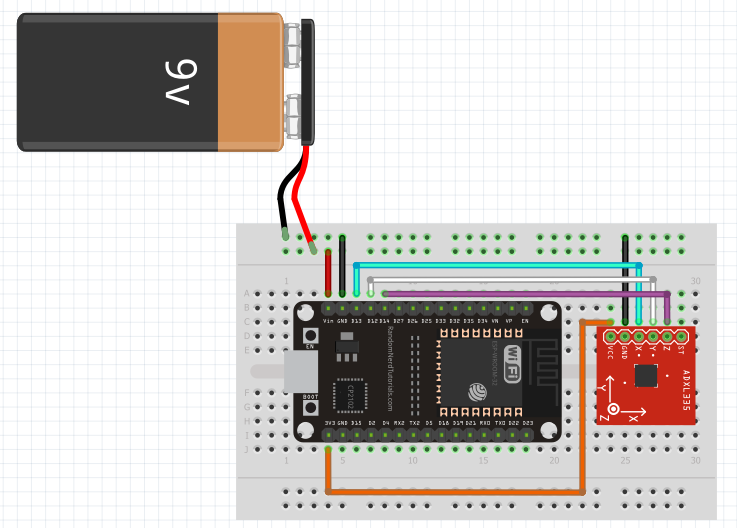 9v
1
30
A
B
C
D
E
F
G
H
I
J
Vin GND D13 D12 D14 D27 D26 D25 D33 D32 D35 D34 VN VP EN
EN
BOOT
CP2102
RandomNerdTutorials.com
ESP-WROOM-32
WiFi
3V3 GND D15 D2 D4 RX2 TX2 D5 D18 D19 D21 RX0 TX0 D22 D23
VCC GND X Y Z ST
ADXL335
Y
X
Z
1 5 10 15 20 25 30